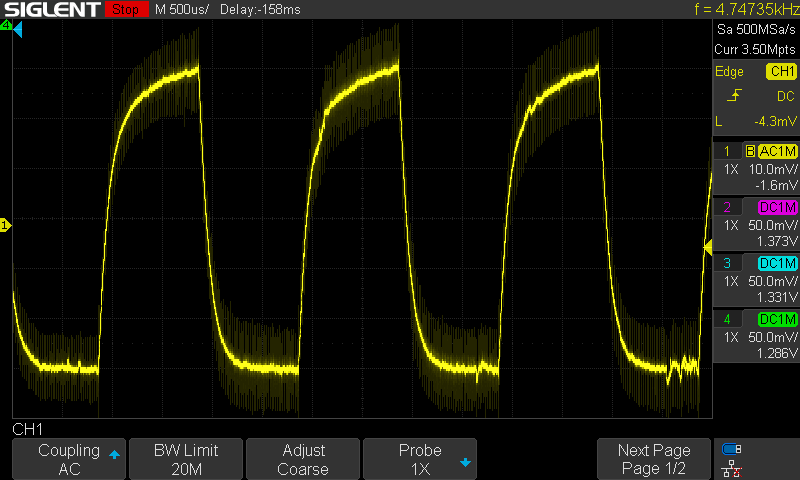 SIGLENT Stop M 500us/ Delay:-158ms f = 4.74735kHz
Sa 500MSa/s
Curr 3.50Mpts
Edge CH1
DC
L -4.3mV
1 B AC1M
1X 10.0mV/
-1.6mV
2 DC1M
1X 50.0mV/
1.373V
3 DC1M
1X 50.0mV/
1.331V
4 DC1M
1X 50.0mV/
1.286V
4
1
CH1
Coupling
AC
BW Limit
20M
Adjust
Coarse
Probe
1X
Next Page
Page 1/2